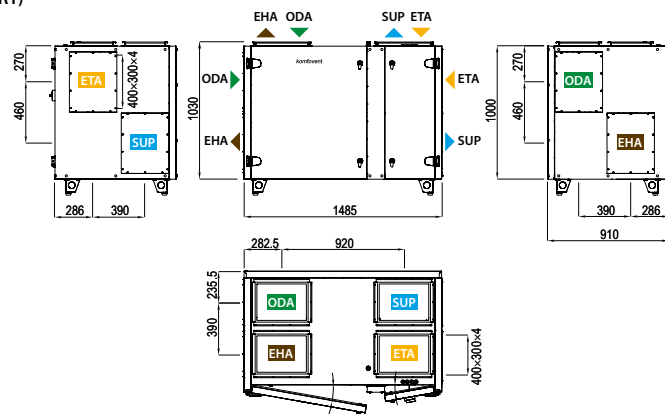 RT)
EHA ODA SUP ETA
270
460
ETA
400×300×4
SUP
286 390
1030
ODA
EHA
komfovent
ETA
SUP
1485
1000
270
460
ODA
EHA
390 286
910
282.5 920
235.5
390
ODA SUP
EHA ETA
400×300×4